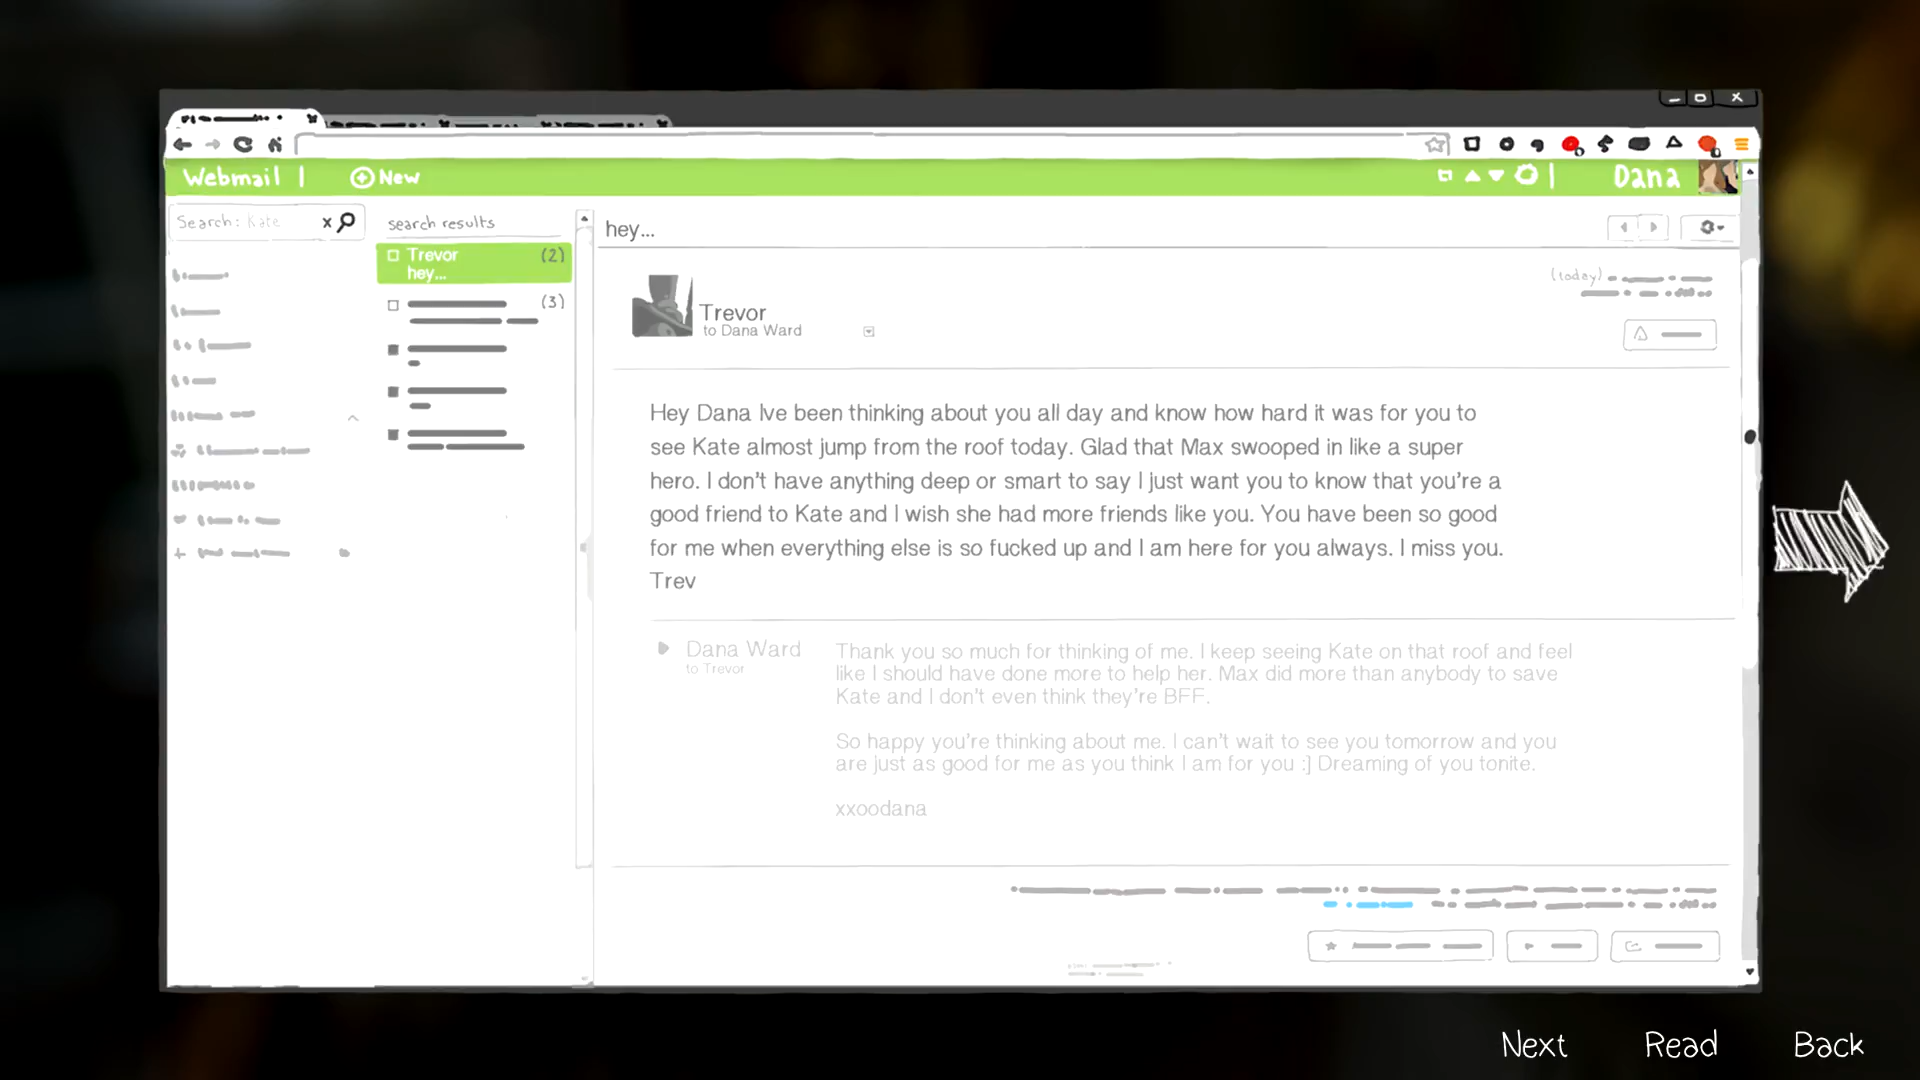 Webmail | New
Dana
Search: Kate x
search results
Trevor (2)
hey...
(3)
hey...
(today)
Trevor
to Dana Ward
Hey Dana Ive been thinking about you all day and know how hard it was for you to
see Kate almost jump from the roof today. Glad that Max swooped in like a super
hero. I don't have anything deep or smart to say I just want you to know that you're a
good friend to Kate and I wish she had more friends like you. You have been so good
for me when everything else is so fucked up and I am here for you always. I miss you.
Trev
Dana Ward
to Trevor
Thank you so much for thinking of me. I keep seeing Kate on that roof and feel
like I should have done more to help her. Max did more than anybody to save
Kate and I don't even think they're BFF.
So happy you're thinking about me. I can't wait to see you tomorrow and you
are just as good for me as you think I am for you :] Dreaming of you tonite.
xxoodana
Next Read Back